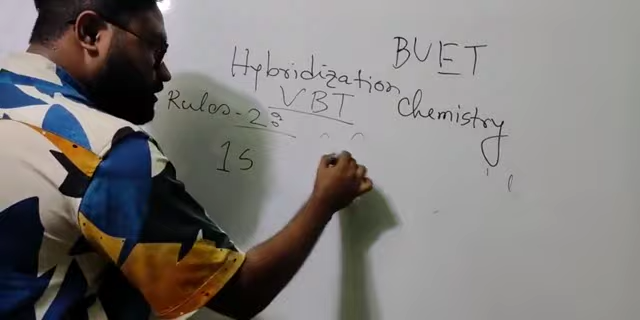 BUET
Hybridization
VBT Chemistry
Rules-2:
1s